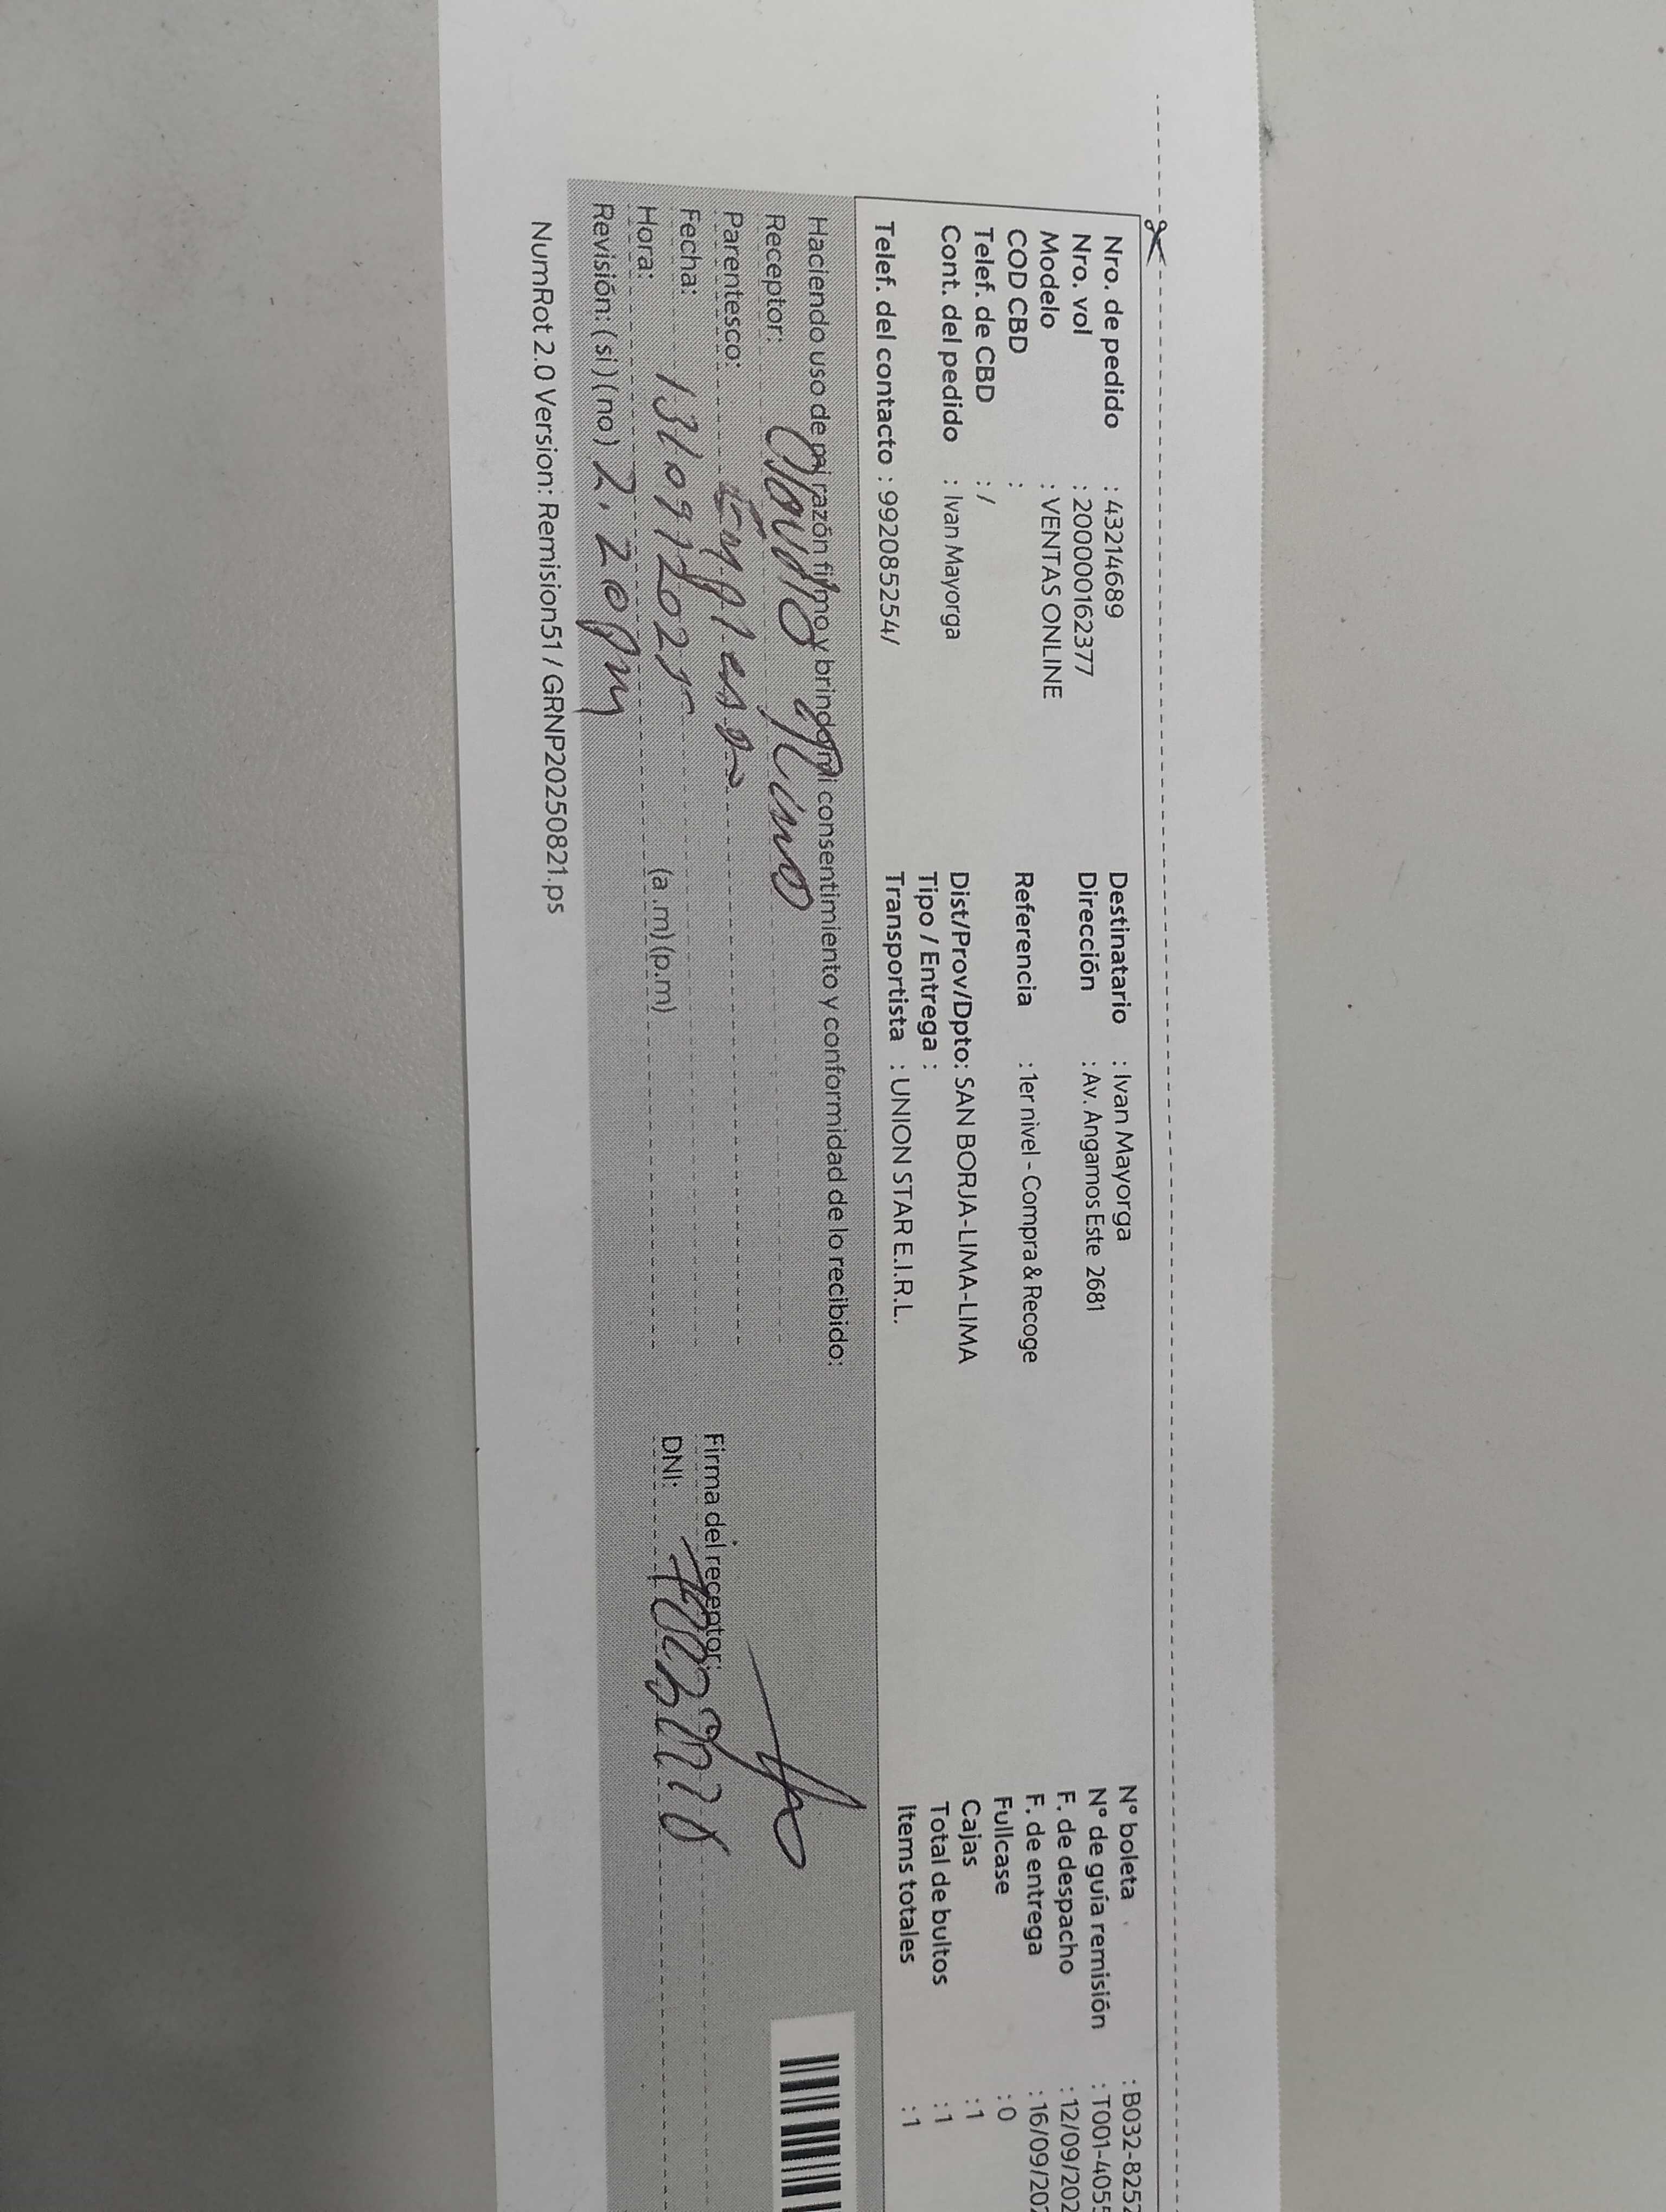 Nro. de pedido : 43214689
Nro. vol : 200000162377
Modelo : VENTAS ONLINE
COD CBD :
Telef. de CBD : /
Cont. del pedido : Ivan Mayorga
Telef. del contacto : 992085254/
Destinatario : Ivan Mayorga
Dirección : Av. Angamos Este 2681
Referencia : 1er nivel - Compra & Recoge
Dist/Prov/Dpto: SAN BORJA-LIMA-LIMA
Tipo / Entrega :
Transportista : UNION STAR E.I.R.L.
N° boleta : B032-825
N° de guía remisión : T001-405
F. de despacho : 12/09/202
F. de entrega : 16/09/202
Fullcase : 0
Cajas : 1
Total de bultos : 1
Items totales : 1
Haciendo uso de mi razón firmo y brindo mi consentimiento y conformidad de lo recibido:
Receptor:
Parentesco:
Fecha: 13/09/2025
Hora: 2.20 pm (a.m) (p.m)
Revisión: (si) (no)
Firma del receptor:
DNI:
NumRot 2.0 Version: Remision51 / GRNP20250821.ps